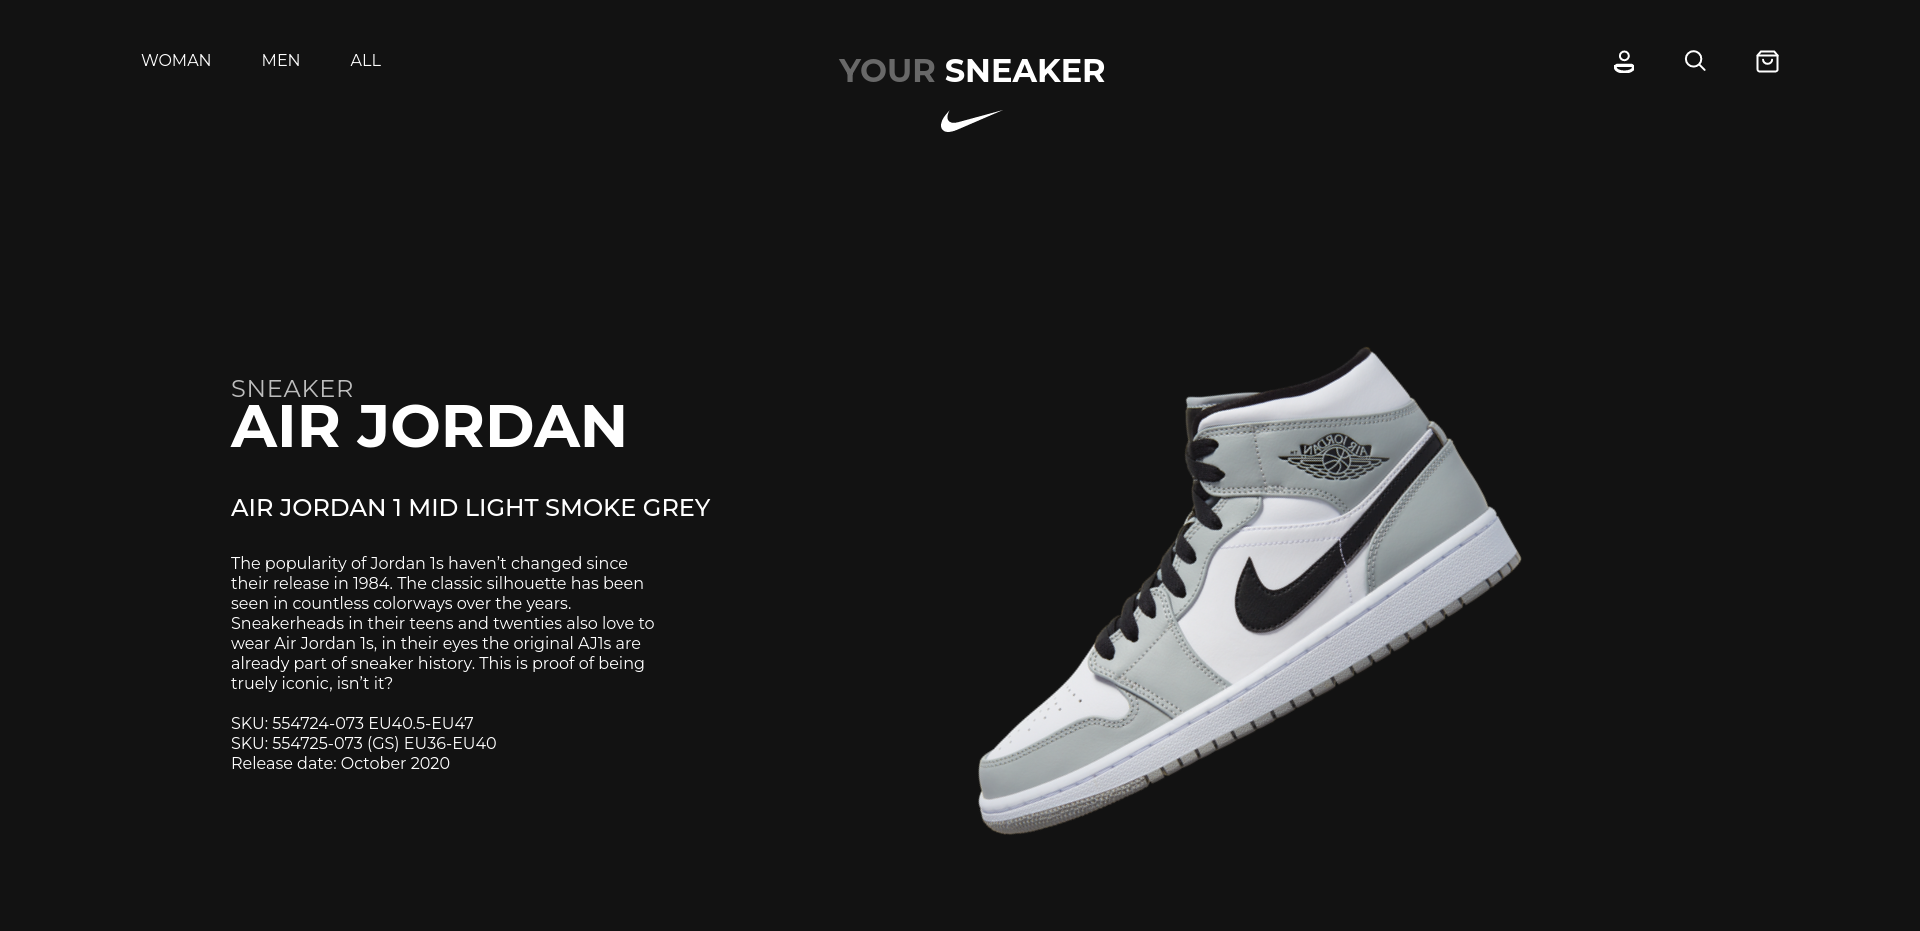 WOMAN MEN ALL
YOUR SNEAKER
SNEAKER
AIR JORDAN
AIR JORDAN 1 MID LIGHT SMOKE GREY
The popularity of Jordan 1s haven’t changed since
their release in 1984. The classic silhouette has been
seen in countless colorways over the years.
Sneakerheads in their teens and twenties also love to
wear Air Jordan 1s, in their eyes the original AJ1s are
already part of sneaker history. This is proof of being
truely iconic, isn’t it?
SKU: 554724-073 EU40.5-EU47
SKU: 554725-073 (GS) EU36-EU40
Release date: October 2020
AIR JORDAN